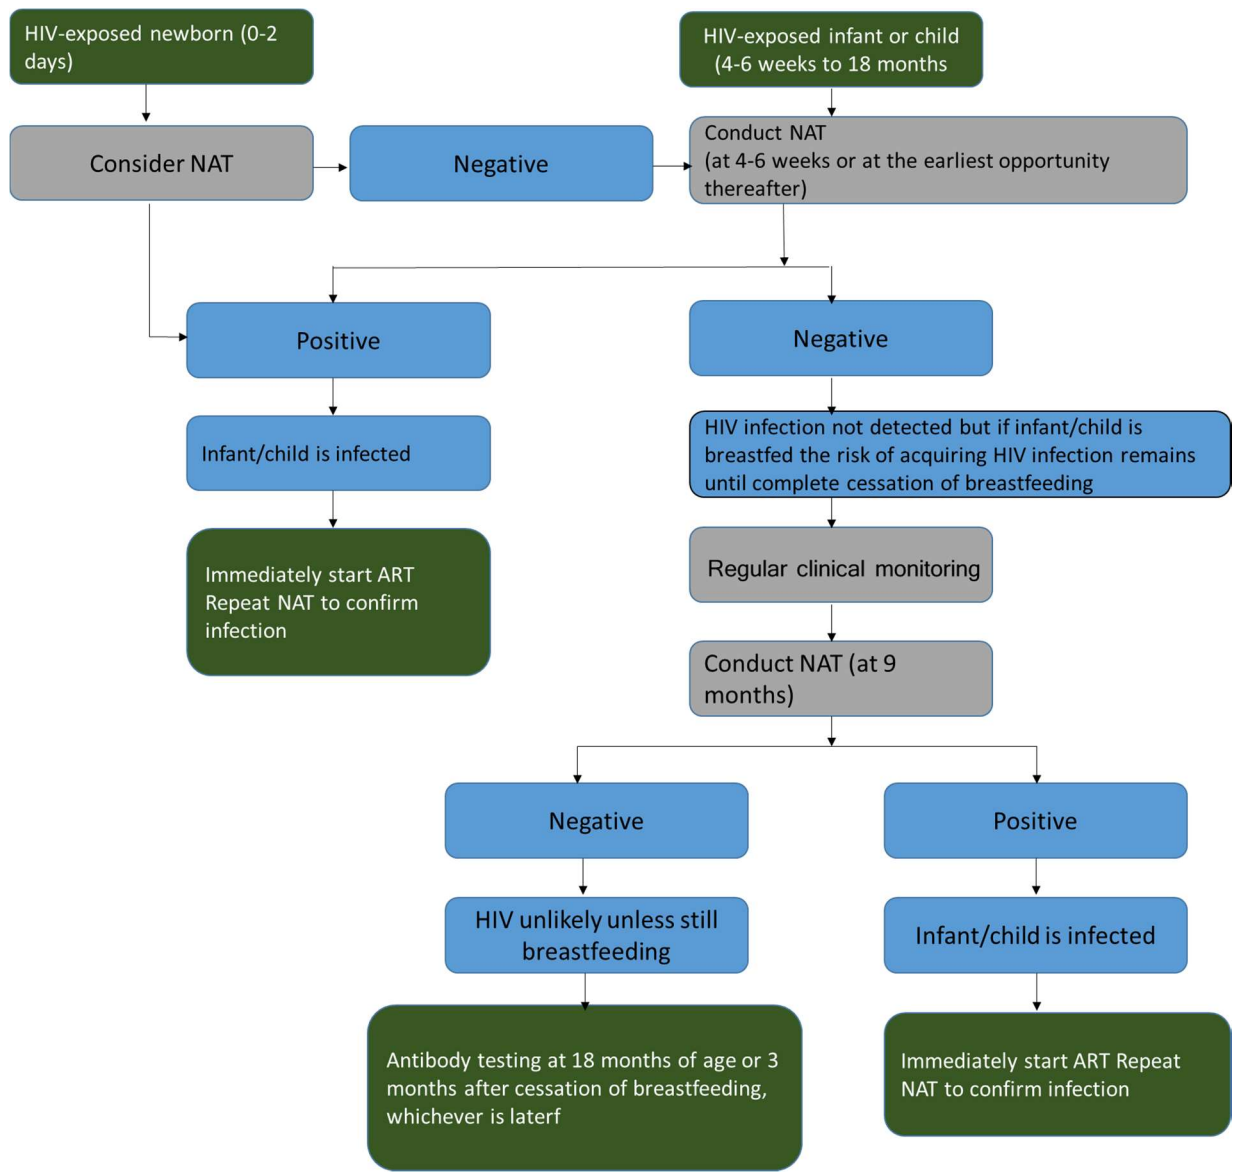 HIV-exposed newborn (0-2
days)
HIV-exposed infant or child
(4-6 weeks to 18 months
Consider NAT
Negative
Conduct NAT
(at 4-6 weeks or at the earliest opportunity
thereafter)
Positive
Negative
Infant/child is infected
HIV infection not detected but if infant/child is
breastfed the risk of acquiring HIV infection remains
until complete cessation of breastfeeding
Immediately start ART
Repeat NAT to confirm
infection
Regular clinical monitoring
Conduct NAT (at 9
months)
Negative
Positive
HIV unlikely unless still
breastfeeding
Infant/child is infected
Antibody testing at 18 months of age or 3
months after cessation of breastfeeding,
whichever is laterf
Immediately start ART Repeat
NAT to confirm infection